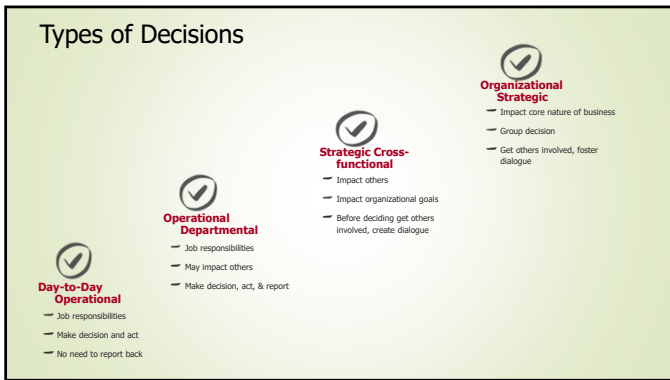 Types of Decisions
Day-to-Day
Operational
Job responsibilities
Make decision and act
No need to report back
Operational
Departmental
Job responsibilities
May impact others
Make decision, act, & report
Strategic Cross-
functional
Impact others
Impact organizational goals
Before deciding get others
involved, create dialogue
Organizational
Strategic
Impact core nature of business
Group decision
Get others involved, foster
dialogue